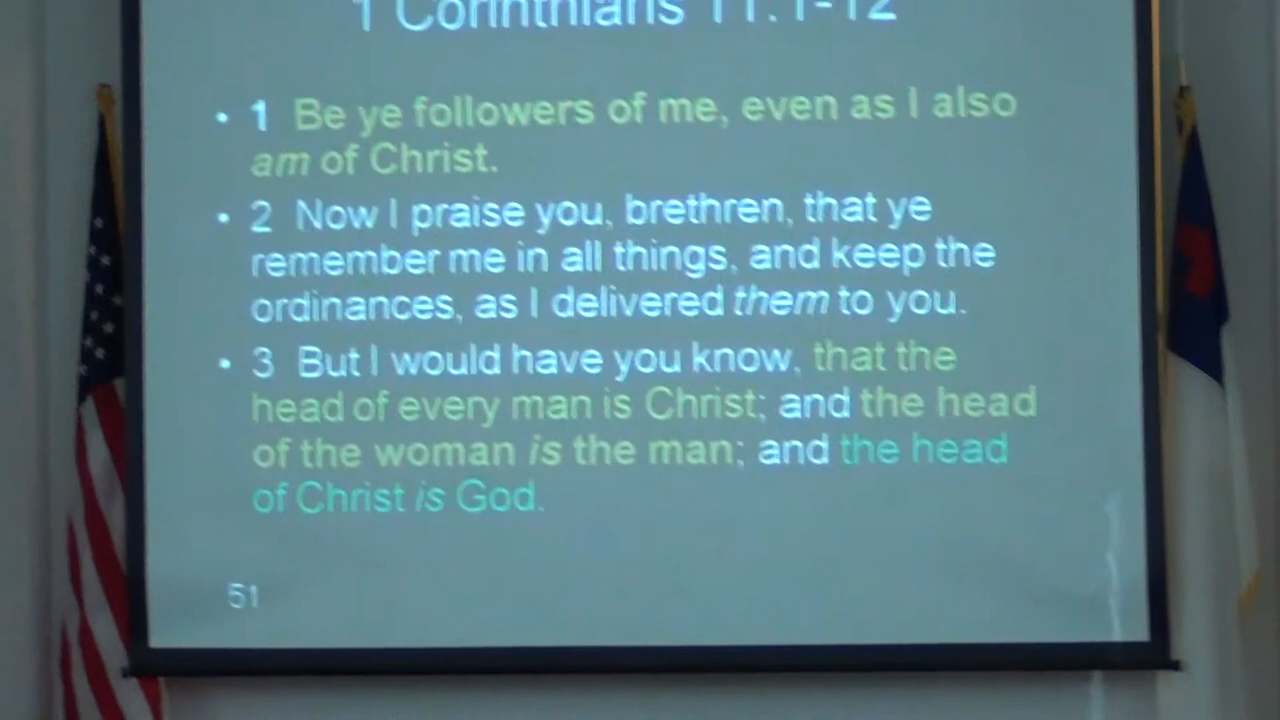 1 Corinthians 11:1-12
• 1 Be ye followers of me, even as I also
am of Christ.
• 2 Now I praise you, brethren, that ye
remember me in all things, and keep the
ordinances, as I delivered them to you.
• 3 But I would have you know, that the
head of every man is Christ; and the head
of the woman is the man; and the head
of Christ is God.
51